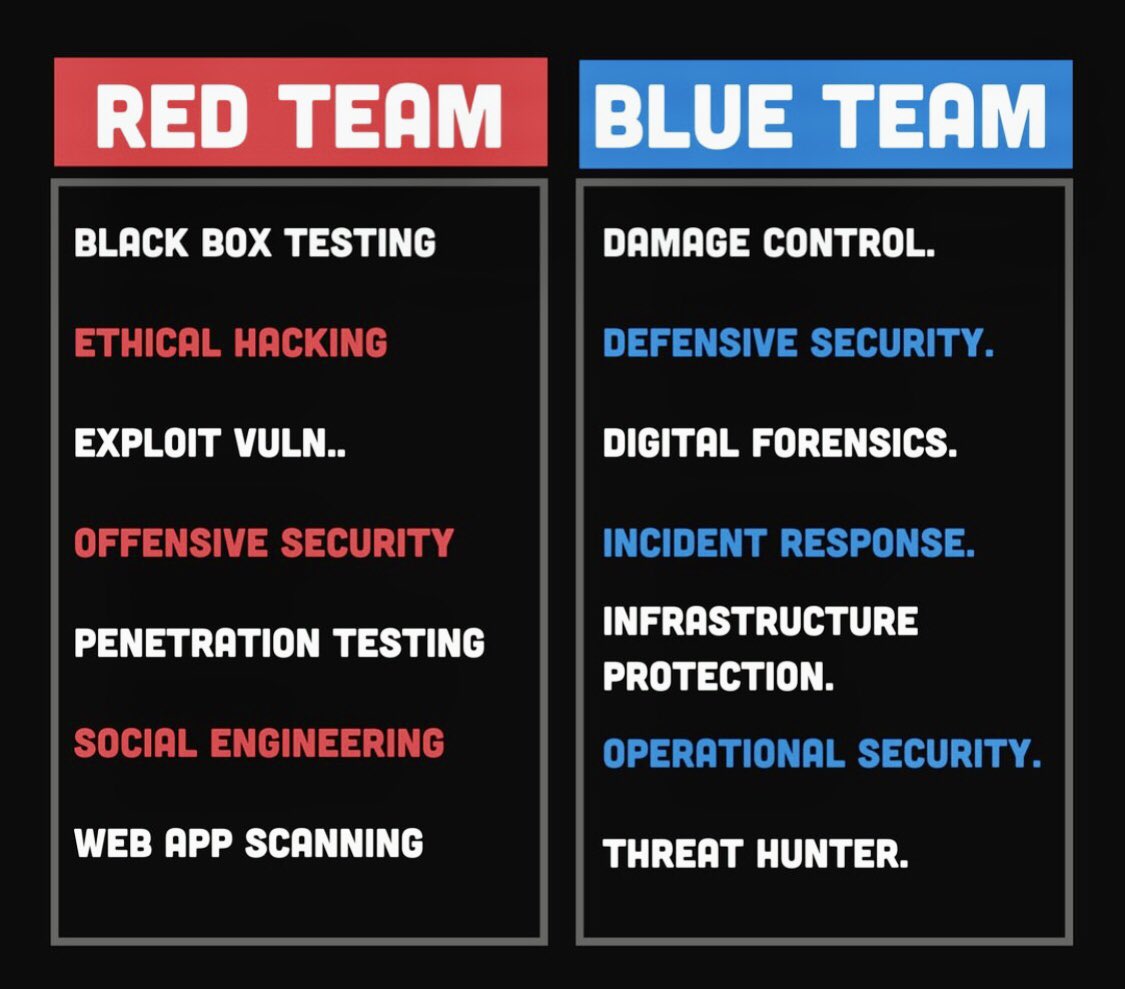 RED TEAM
BLACK BOX TESTING
ETHICAL HACKING
EXPLOIT VULN..
OFFENSIVE SECURITY
PENETRATION TESTING
SOCIAL ENGINEERING
WEB APP SCANNING
BLUE TEAM
DAMAGE CONTROL.
DEFENSIVE SECURITY.
DIGITAL FORENSICS.
INCIDENT RESPONSE.
INFRASTRUCTURE
PROTECTION.
OPERATIONAL SECURITY.
THREAT HUNTER.